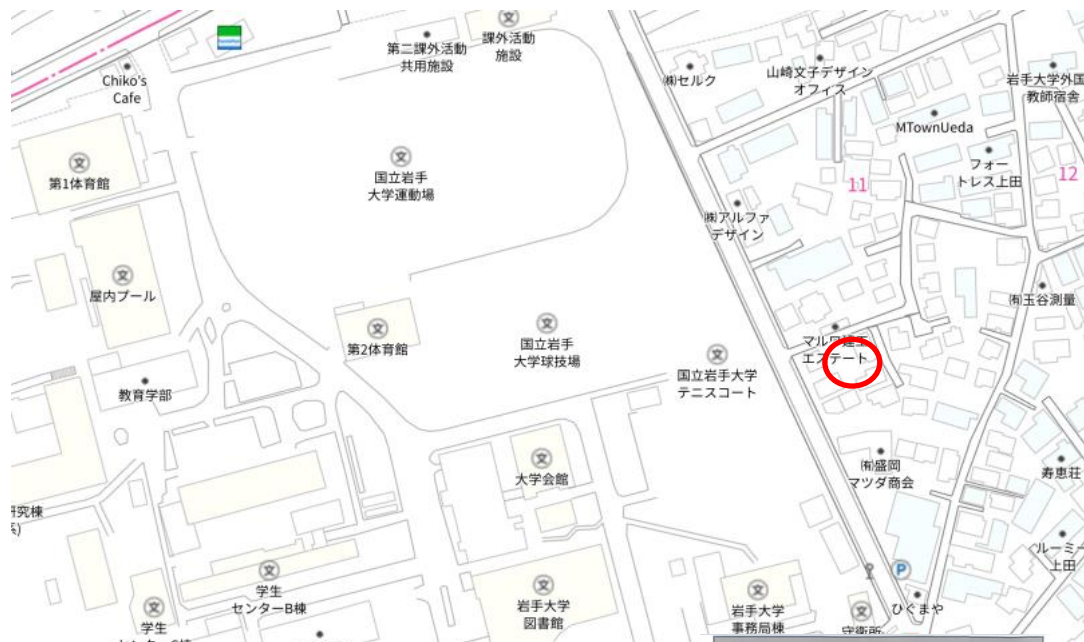 第二課外活動
共用施設
課外活動
施設
Chiko's
Cafe
㈱セルク
山崎文子デザイン
オフィス
岩手大学外国
教師宿舎
MTownUeda
第1体育館
国立岩手
大学運動場
フォー
トレス上田
11
12
㈱アルファ
デザイン
屋内プール
㈲玉谷測量
第2体育館
国立岩手
大学球技場
マルワ建工
エステート
国立岩手大学
テニスコート
教育学部
大学会館
㈲盛岡
マツダ商会
寿恵荘
研究棟
系)
ルーミー
上田
学生
センターB棟
岩手大学
図書館
岩手大学
事務局棟
P
ひぐまや
守衛所
学生